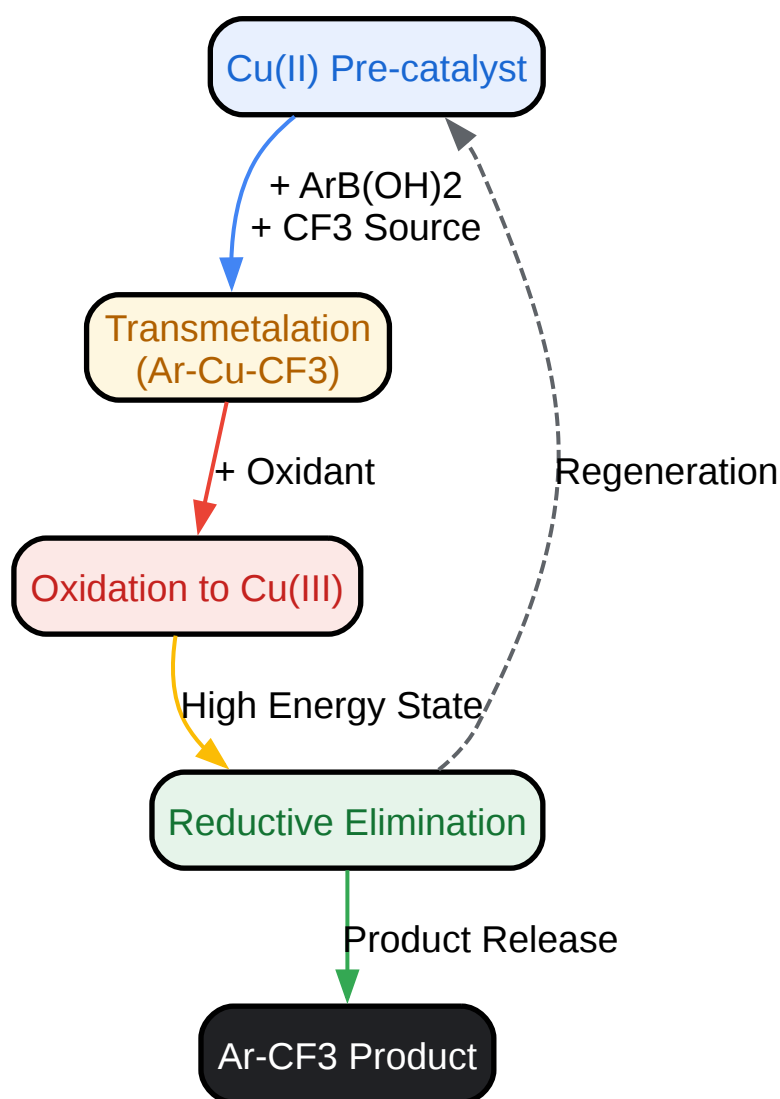 Cu(II) Pre-catalyst
+ ArB(OH)2
+ CF3 Source
Transmetalation
(Ar-Cu-CF3)
+ Oxidant
Regeneration
Oxidation to Cu(III)
High Energy State
Reductive Elimination
Product Release
Ar-CF3 Product